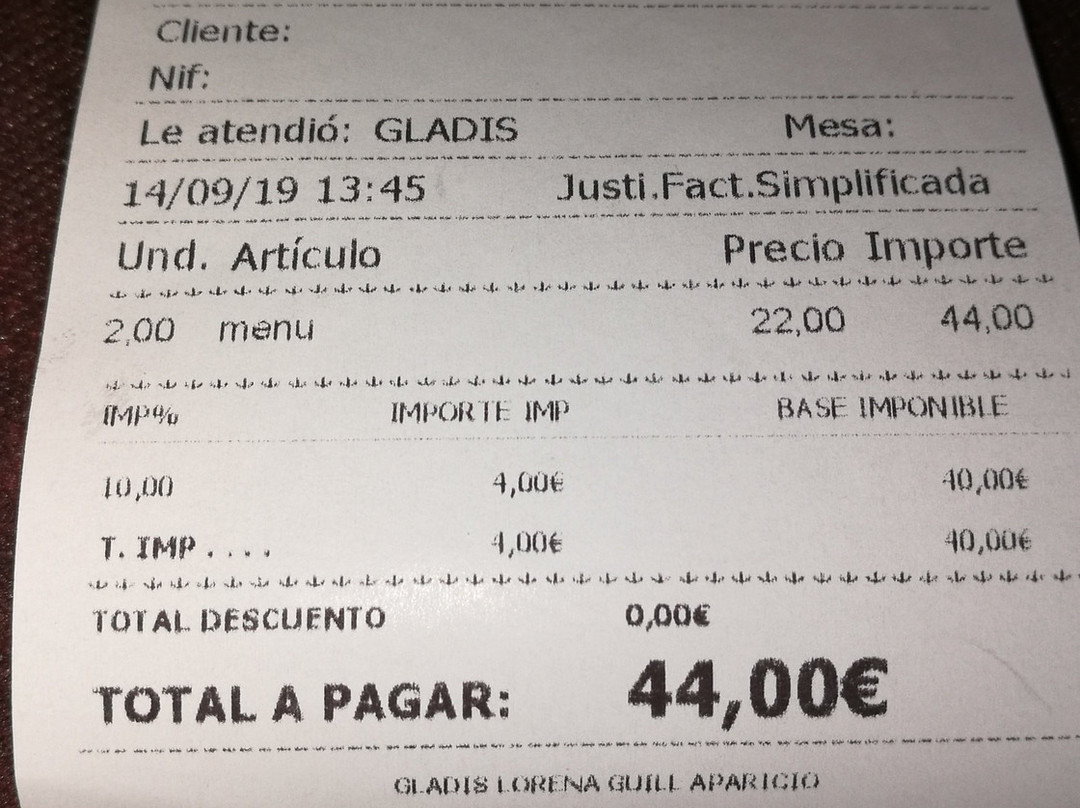 Cliente:
Nif:
Le atendió: GLADIS Mesa:
14/09/19 13:45 Justi.Fact.Simplificada
Und. Artículo Precio Importe
2,00 menu 22,00 44,00
IMP% IMPORTE IMP BASE IMPONIBLE
10,00 4,00€ 40,00€
T. IMP .... 4,00€ 40,00€
TOTAL DESCUENTO 0,00€
TOTAL A PAGAR: 44,00€
GLADIS LORENA GUILL APARICIO